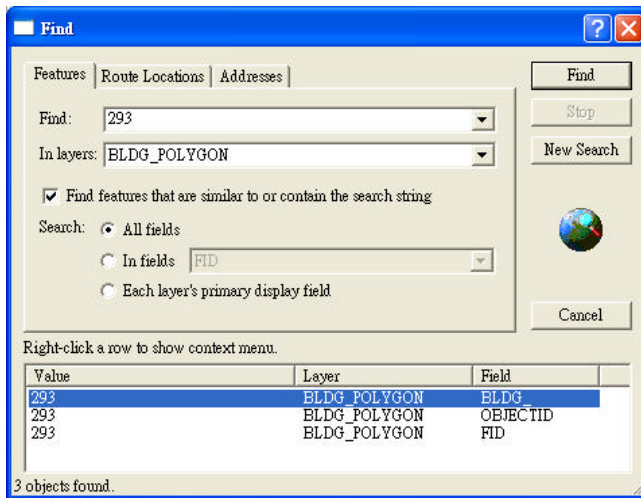 Find
Features Route Locations Addresses
Find: 293
In layers: BLDG_POLYGON
Find features that are similar to or contain the search string
Search: All fields
In fields FID
Each layer's primary display field
Find
Stop
New Search
Cancel
Right-click a row to show context menu.
Value Layer Field
293 BLDG_POLYGON BLDG_
293 BLDG_POLYGON OBJECTID
293 BLDG_POLYGON FID
3 objects found.